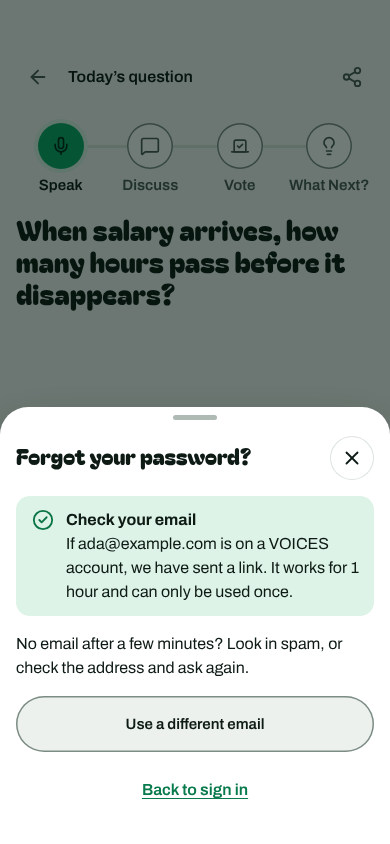 Today’s question
Speak
Discuss
Vote
What Next?
When salary arrives, how
many hours pass before it
disappears?
Forgot your password?
Check your email
If ada@example.com is on a VOICES
account, we have sent a link. It works for 1
hour and can only be used once.
No email after a few minutes? Look in spam, or
check the address and ask again.
Use a different email
Back to sign in